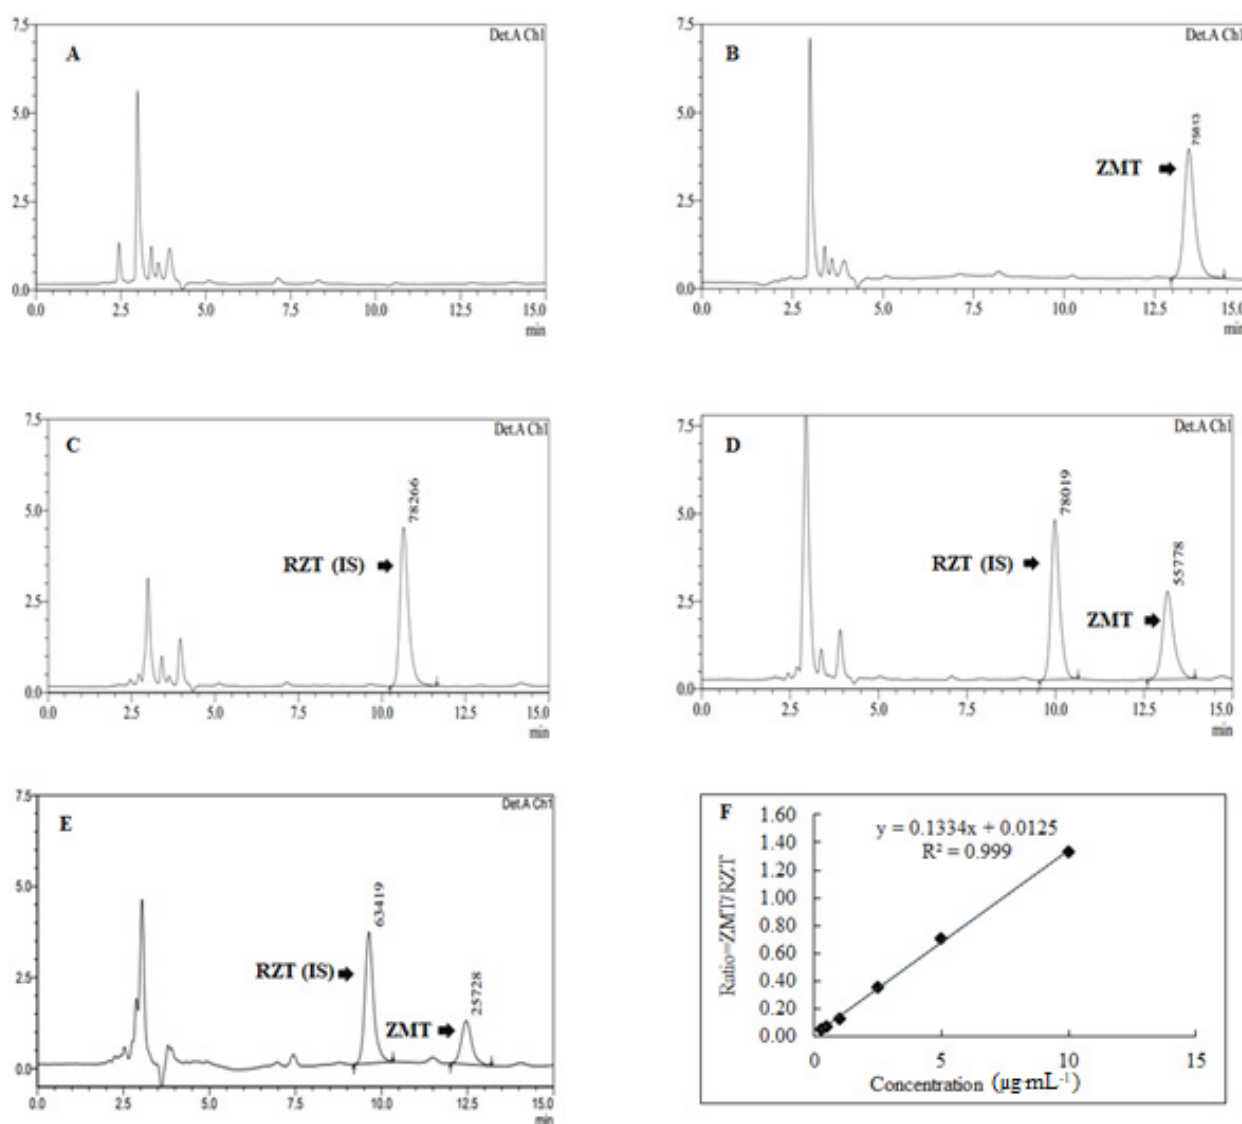 A
Det.A Ch1
7.5
5.0
2.5
0.0
0.0 2.5 5.0 7.5 10.0 12.5 15.0
min
B
Det.A Ch1
7.5
5.0
2.5
0.0
ZMT
75813
0.0 2.5 5.0 7.5 10.0 12.5 15.0
min
C
Det.A Ch1
7.5
5.0
2.5
0.0
RZT (IS)
78266
0.0 2.5 5.0 7.5 10.0 12.5 15.0
min
D
Det.A Ch1
7.5
5.0
2.5
0.0
RZT (IS)
78019
ZMT
55778
0.0 2.5 5.0 7.5 10.0 12.5 15.0
min
E
Det.A Ch1
7.5
5.0
2.5
0.0
RZT (IS)
63419
ZMT
25728
0.0 2.5 5.0 7.5 10.0 12.5 15.0
min
F
y = 0.1334x + 0.0125
R² = 0.999
Ratio=ZMT/RZT
1.60
1.40
1.20
1.00
0.80
0.60
0.40
0.20
0.00
0 5 10 15
Concentration (µg·mL⁻¹)